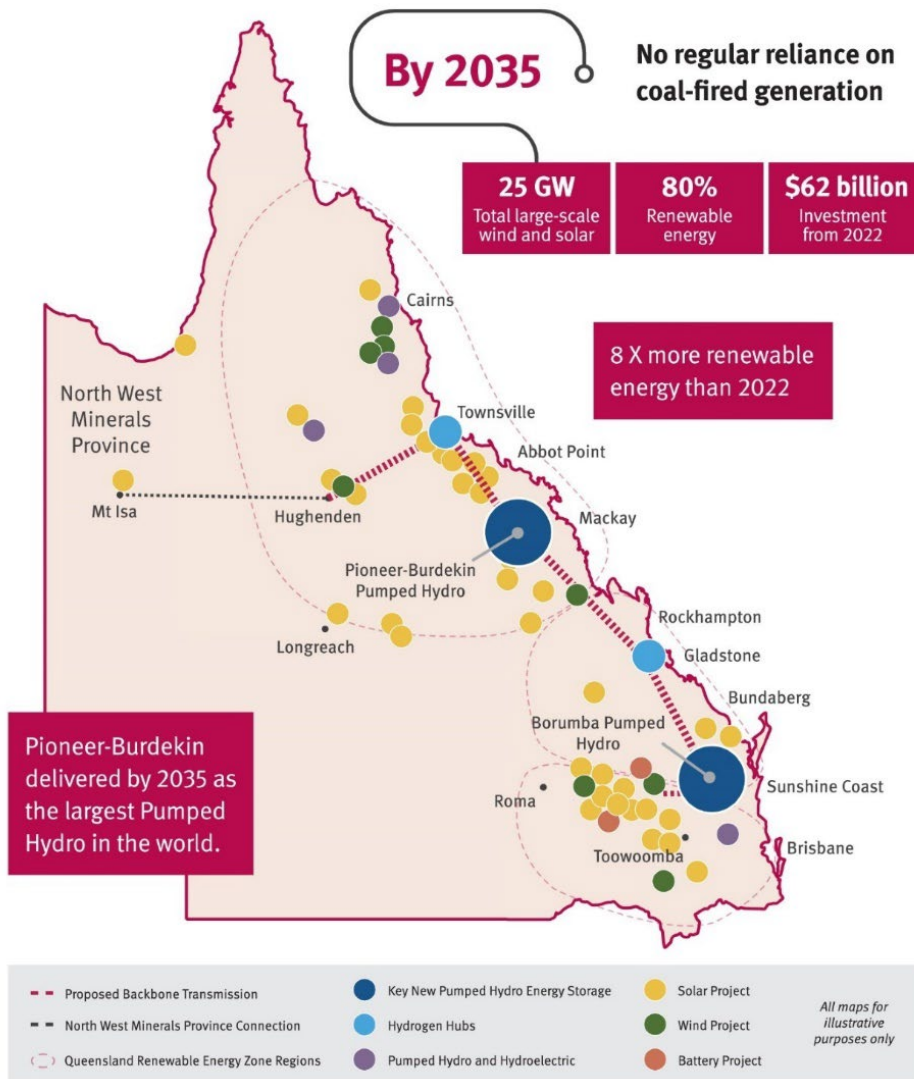 By 2035
No regular reliance on
coal-fired generation
25 GW
Total large-scale
wind and solar
80%
Renewable
energy
$62 billion
Investment
from 2022
8 X more renewable
energy than 2022
Cairns
North West
Minerals
Province
Townsville
Abbot Point
Mt Isa
Hughenden
Mackay
Pioneer-Burdekin
Pumped Hydro
Longreach
Rockhampton
Gladstone
Bundaberg
Borumba Pumped
Hydro
Pioneer-Burdekin
delivered by 2035 as
the largest Pumped
Hydro in the world.
Roma
Sunshine Coast
Toowoomba
Brisbane
Proposed Backbone Transmission
North West Minerals Province Connection
Queensland Renewable Energy Zone Regions
Key New Pumped Hydro Energy Storage
Hydrogen Hubs
Pumped Hydro and Hydroelectric
Solar Project
Wind Project
Battery Project
All maps for
illustrative
purposes only